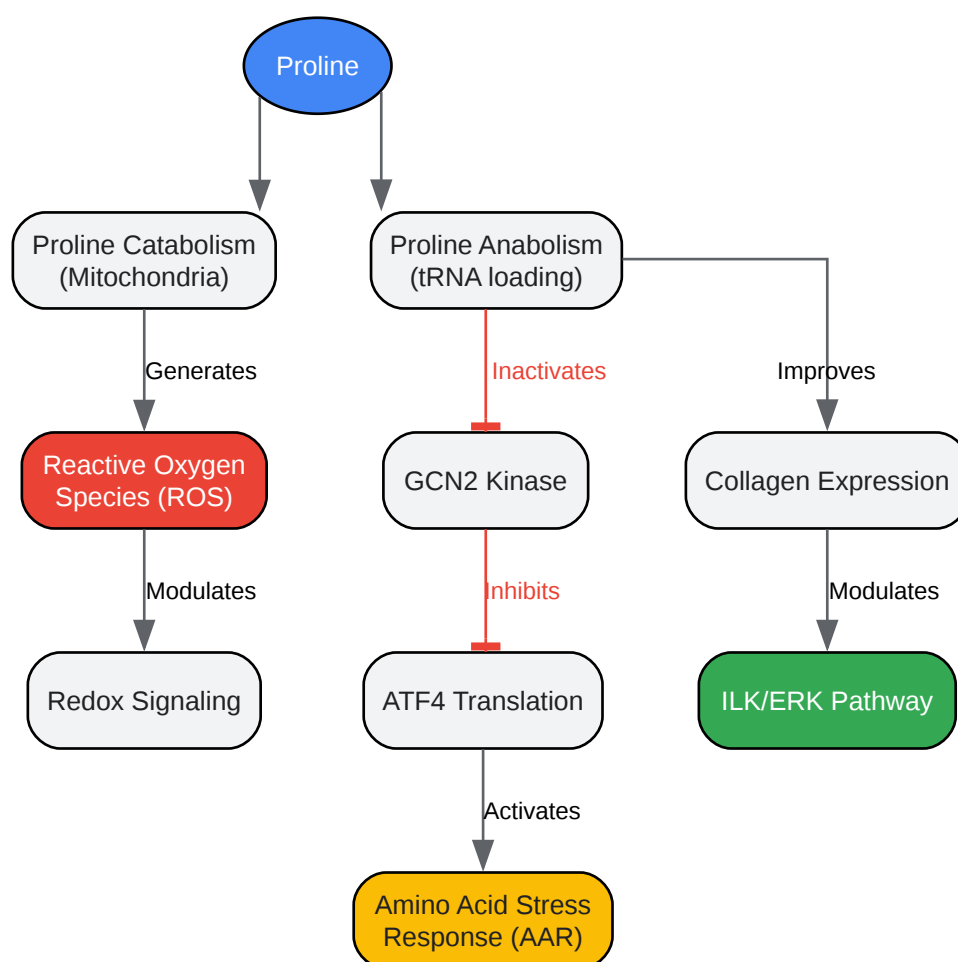 Proline
Proline Catabolism
(Mitochondria)
Proline Anabolism
(tRNA loading)
Generates
Inactivates
Improves
Reactive Oxygen
Species (ROS)
GCN2 Kinase
Collagen Expression
Modulates
Inhibits
Modulates
Redox Signaling
ATF4 Translation
ILK/ERK Pathway
Activates
Amino Acid Stress
Response (AAR)